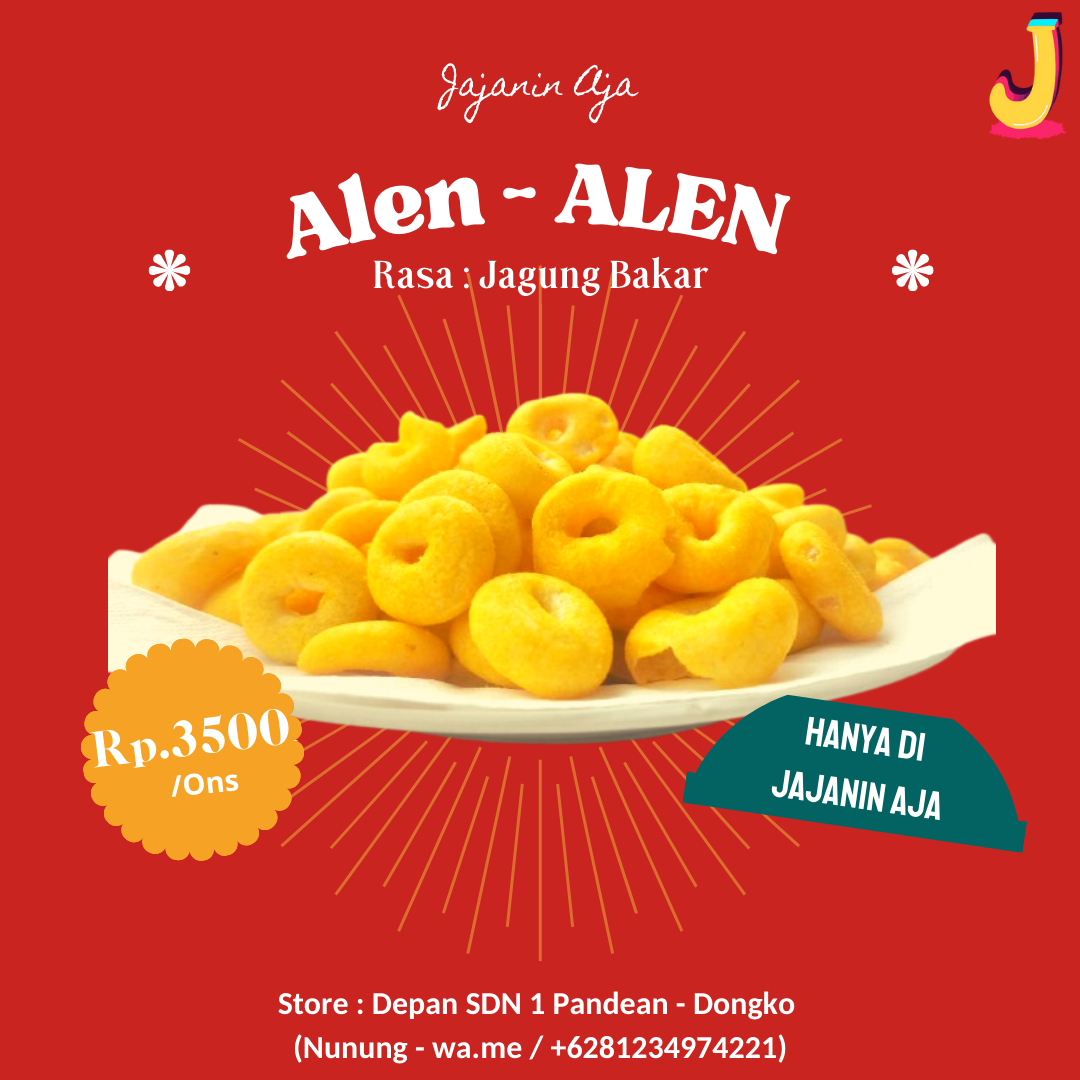 J
Jajanin Aja
Alen - ALEN
Rasa : Jagung Bakar
Rp.3500
/Ons
HANYA DI
JAJANIN AJA
Store : Depan SDN 1 Pandean - Dongko
(Nunung - wa.me / +6281234974221)